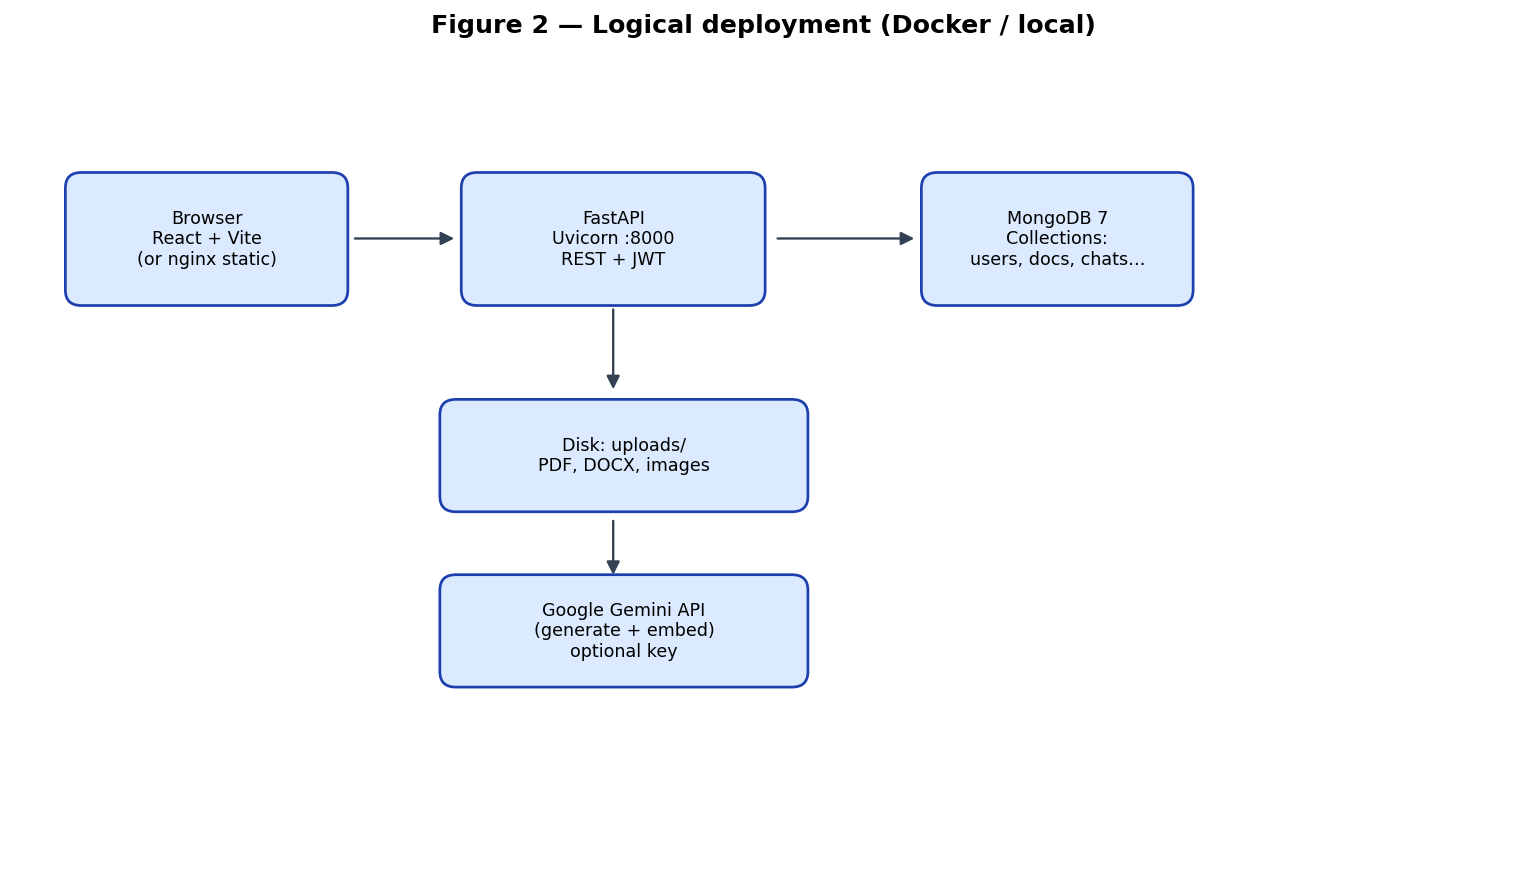 Figure 2 — Logical deployment (Docker / local)
Browser
React + Vite
(or nginx static)
FastAPI
Uvicorn :8000
REST + JWT
MongoDB 7
Collections:
users, docs, chats…
Disk: uploads/
PDF, DOCX, images
Google Gemini API
(generate + embed)
optional key